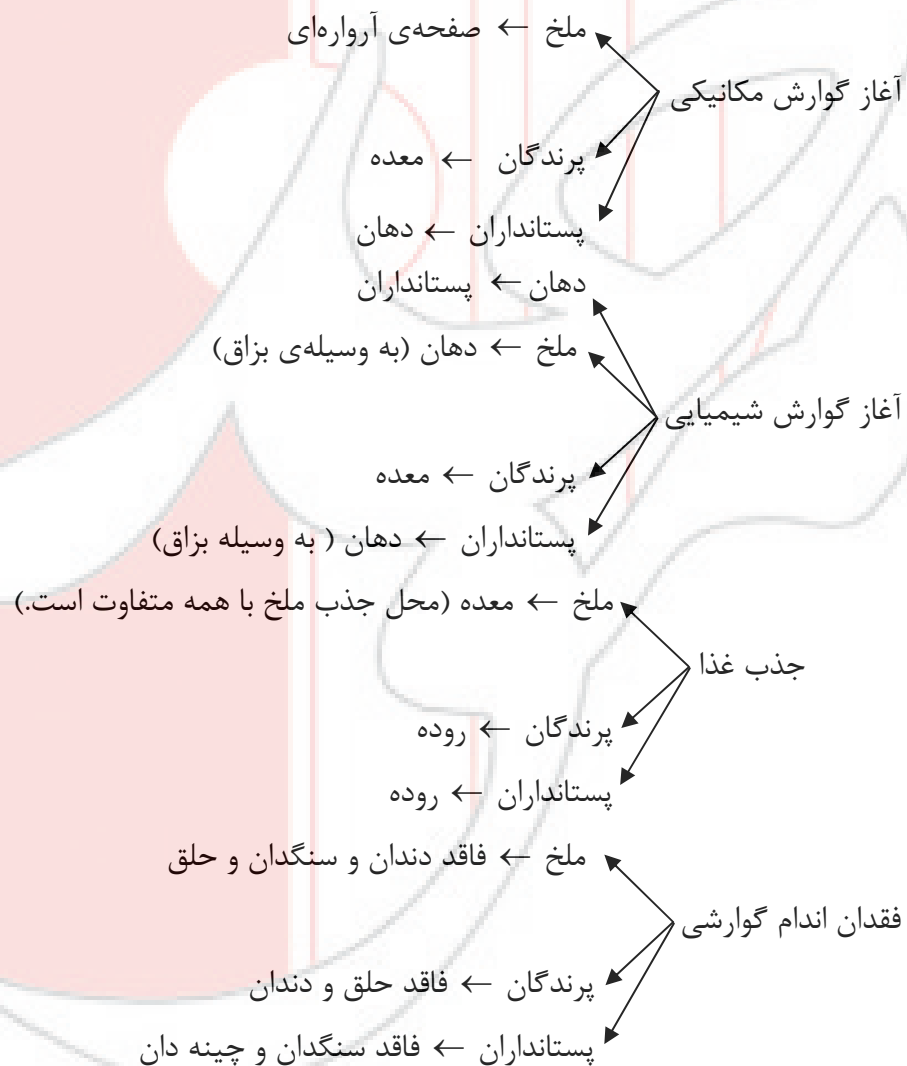 ملخ ← صفحه‌ی آرواره‌ای
آغاز گوارش مکانیکی
پرندگان ← معده
پستانداران ← دهان
دهان ← پستانداران
ملخ ← دهان (به وسیله‌ی بزاق)
آغاز گوارش شیمیایی
پرندگان ← معده
پستانداران ← دهان ( به وسیله بزاق)
ملخ ← معده (محل جذب ملخ با همه متفاوت است.)
جذب غذا
پرندگان ← روده
پستانداران ← روده
ملخ ← فاقد دندان و سنگدان و حلق
فقدان اندام گوارشی
پرندگان ← فاقد حلق و دندان
پستانداران ← فاقد سنگدان و چینه دان